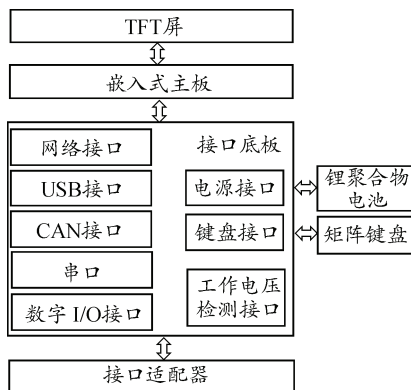 TFT屏
嵌入式主板
接口底板
网络接口
USB接口
CAN接口
串口
数字 I/O接口
电源接口
键盘接口
工作电压
检测接口
锂聚合物
电池
矩阵键盘
接口适配器